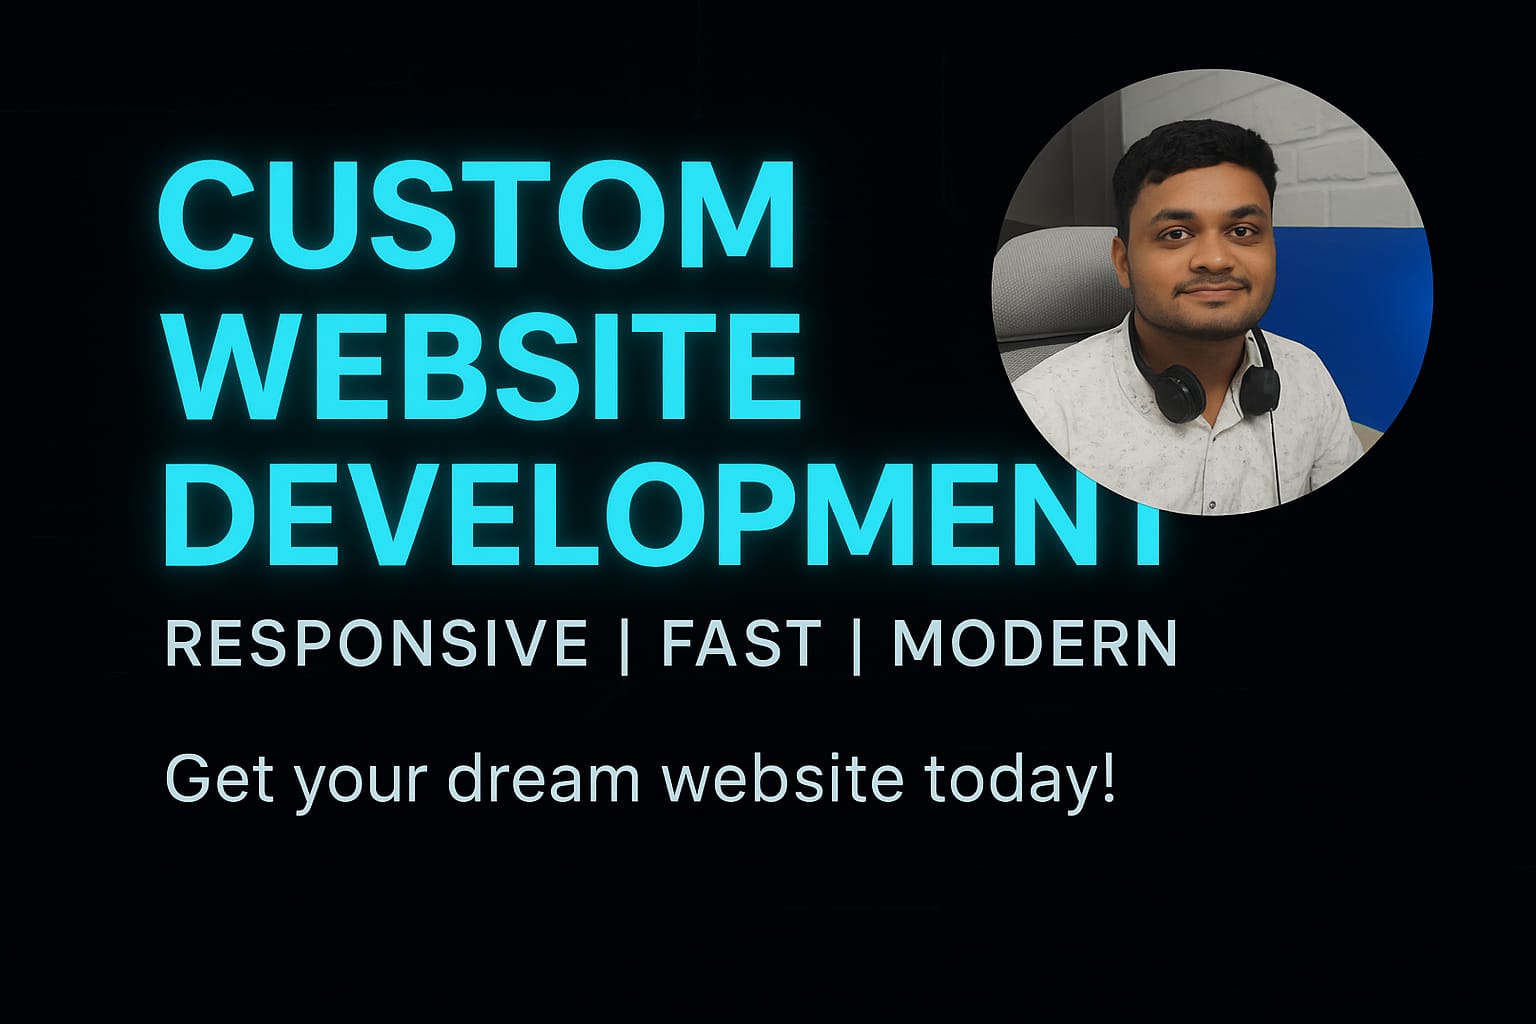 CUSTOM
WEBSITE
DEVELOPMENT
RESPONSIVE | FAST | MODERN
Get your dream website today!